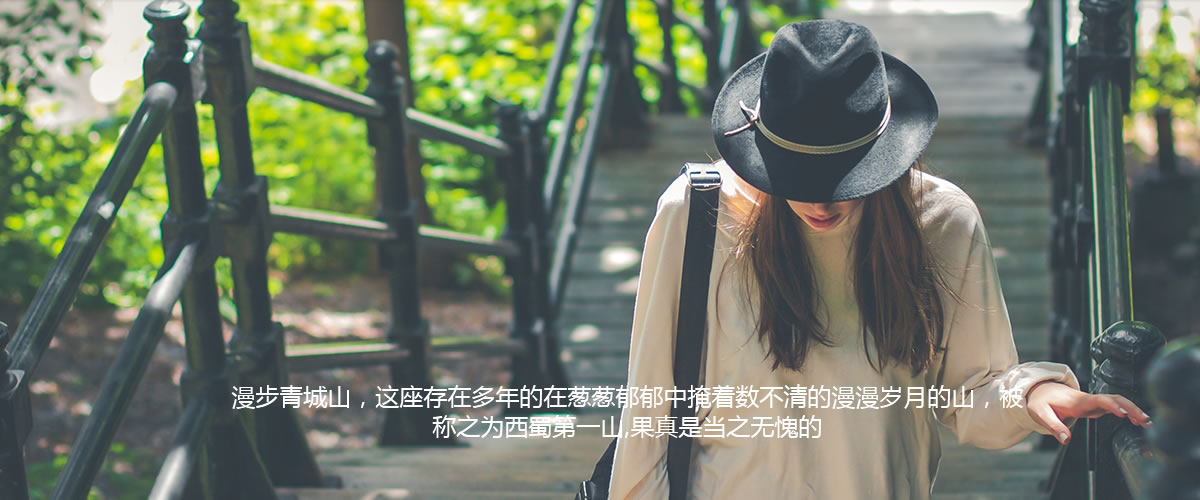 漫步青城山，这座存在多年的在葱葱郁郁中掩着数不清的漫漫岁月的山，被
称之为西蜀第一山,果真是当之无愧的